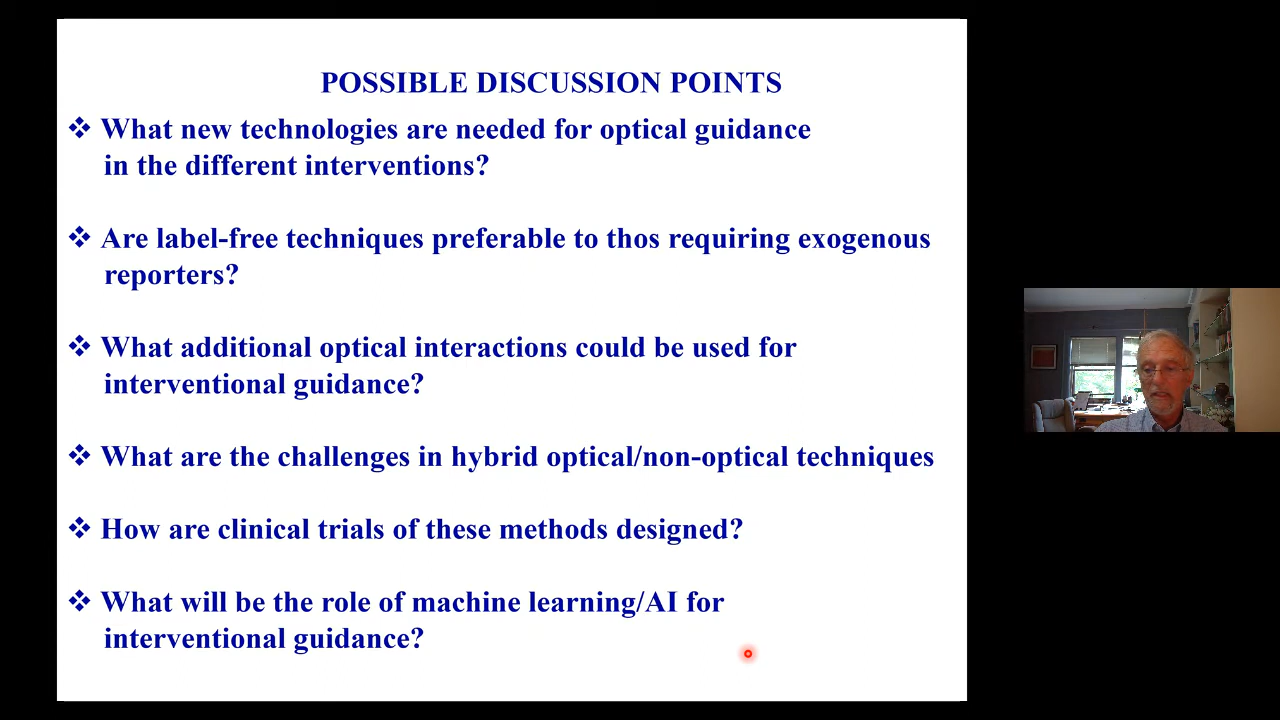 POSSIBLE DISCUSSION POINTS
❖ What new technologies are needed for optical guidance
in the different interventions?
❖ Are label-free techniques preferable to thos requiring exogenous
reporters?
❖ What additional optical interactions could be used for
interventional guidance?
❖ What are the challenges in hybrid optical/non-optical techniques
❖ How are clinical trials of these methods designed?
❖ What will be the role of machine learning/AI for
interventional guidance?